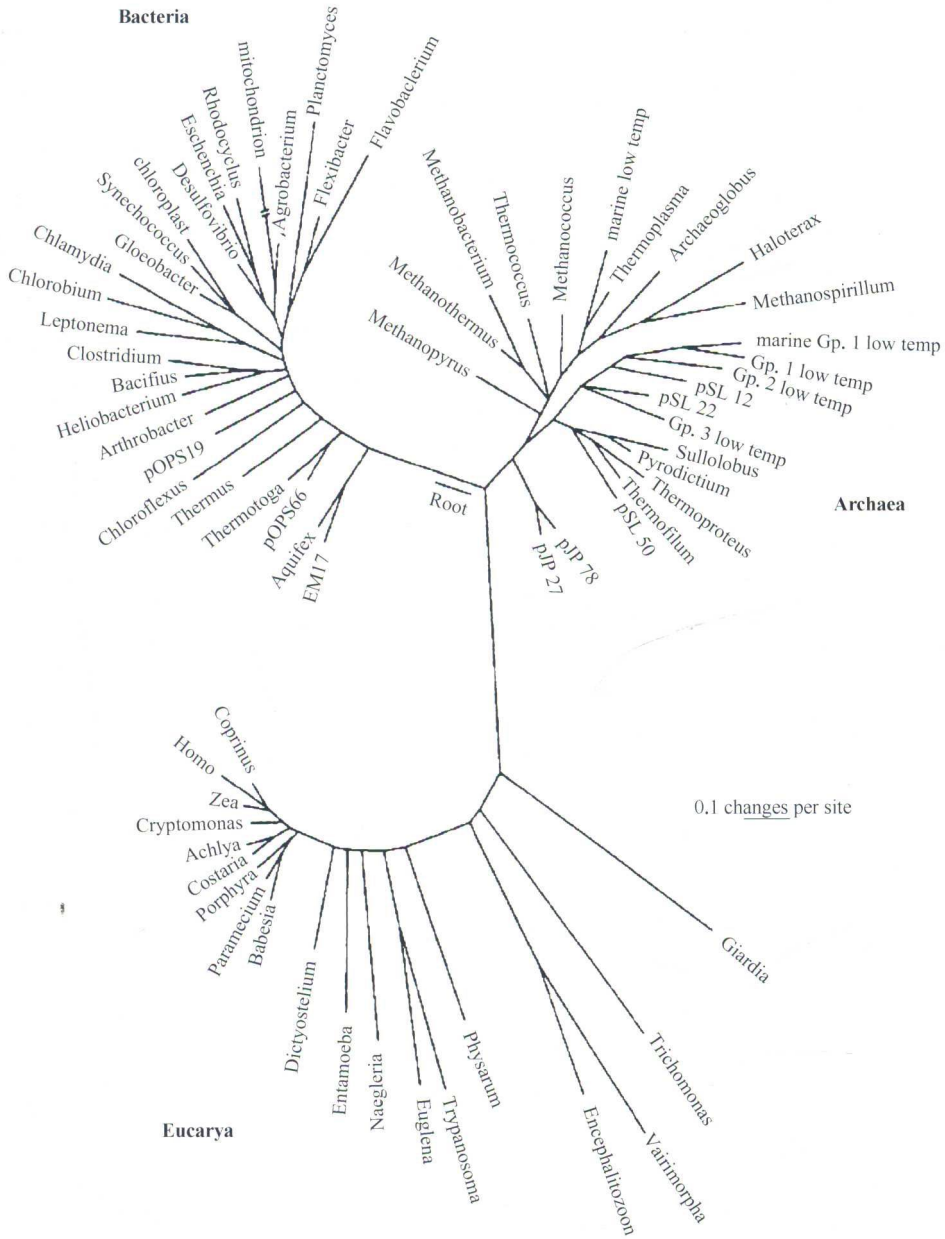 Bacteria
mitochondrion
Rhodocyclus
Eschenchia
Desulfovibrio
chloroplast
Synechococcus
Gloeobacter
Chlamydia
Chlorobium
Leptonema
Clostridium
Bacifius
Heliobacterium
Arthrobacter
pOPS19
Chloroflexus
Thermus
Thermotoga
pOPS66
Aquifex
EM17
Agrobacterium
Planctomyces
Flexibacter
Flavobaclerium
Root
Methanopyrus
Methanothermus
Methanobacterium
Thermococcus
Methanococcus
marine low temp
Thermoplasma
Archaeoglobus
Haloterax
Methanospirillum
marine Gp. 1 low temp
Gp. 1 low temp
Gp. 2 low temp
pSL 12
pSL 22
Gp. 3 low temp
Sullolobus
Pyrodictium
Thermoproteus
Thermofilum
pSL 50
pJP 78
pJP 27
Archaea
Coprinus
Homo
Zea
Cryptomonas
Achlya
Costaria
Porphyra
Paramecium
Babesia
Dictyostelium
Entamoeba
Naegleria
Euglena
Trypanosoma
Physarum
Encephalitozoon
Vairimorpha
Trichomonas
Giardia
0.1 changes per site
Eucarya